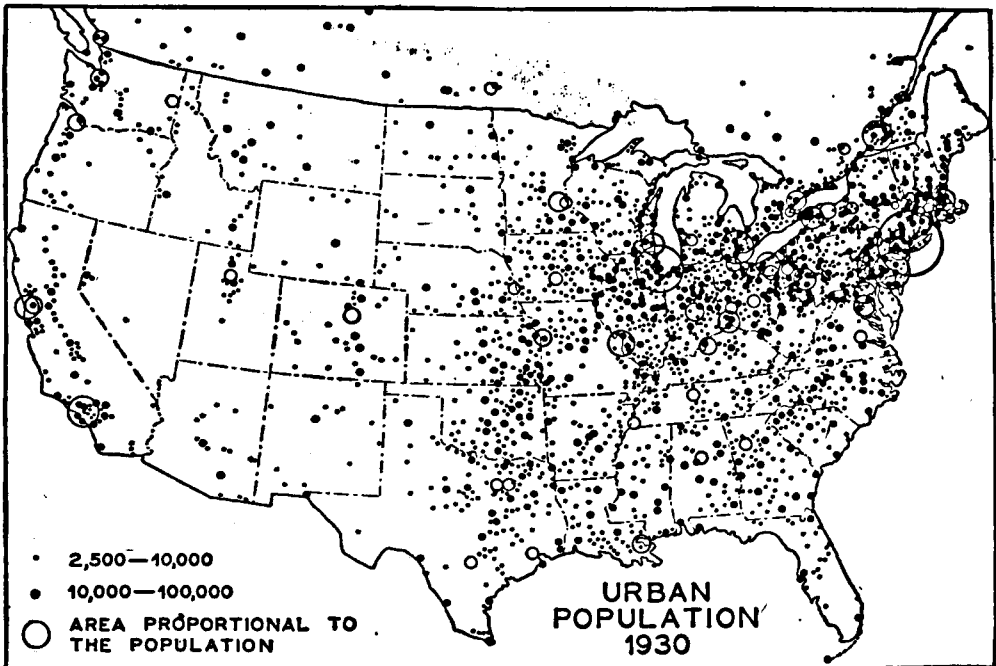 2,500—10,000
10,000—100,000
AREA PROPORTIONAL TO
THE POPULATION
URBAN
POPULATION
1930